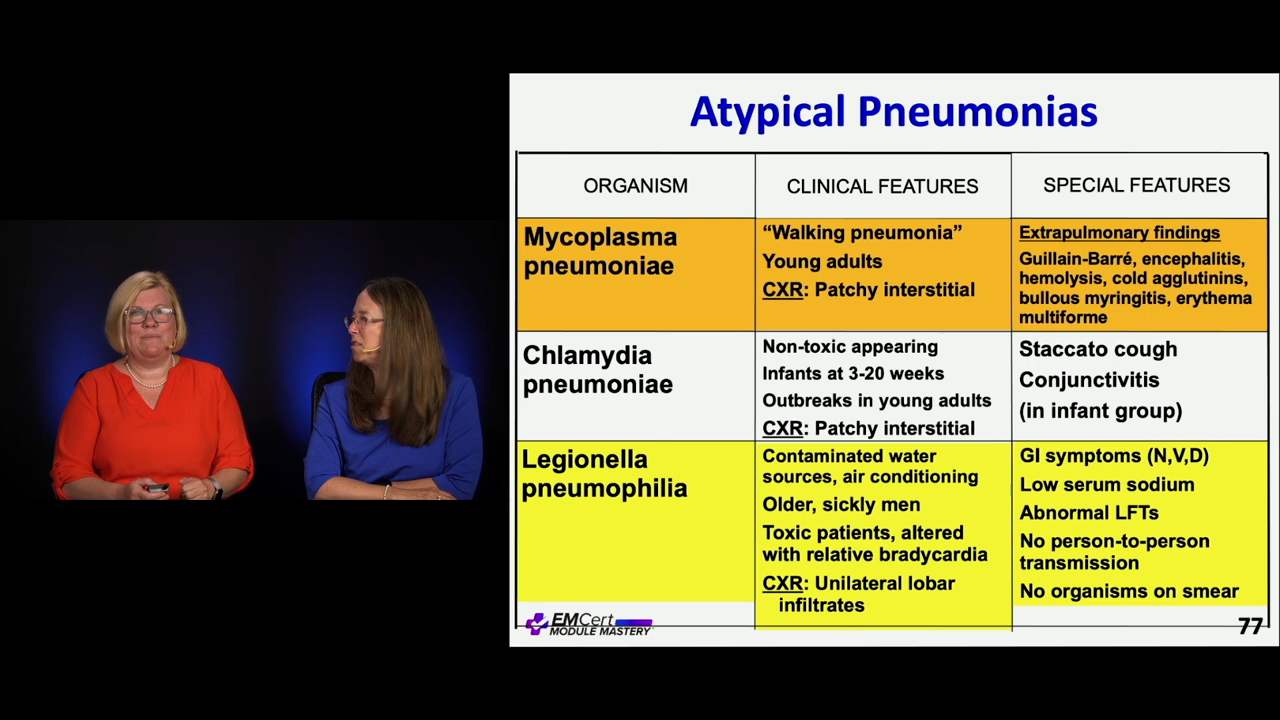 Atypical Pneumonias
ORGANISM
CLINICAL FEATURES
SPECIAL FEATURES
Mycoplasma
pneumoniae
“Walking pneumonia”
Young adults
CXR: Patchy interstitial
Extrapulmonary findings
Guillain-Barré, encephalitis,
hemolysis, cold agglutinins,
bullous myringitis, erythema
multiforme
Chlamydia
pneumoniae
Non-toxic appearing
Infants at 3-20 weeks
Outbreaks in young adults
CXR: Patchy interstitial
Staccato cough
Conjunctivitis
(in infant group)
Legionella
pneumophilia
Contaminated water
sources, air conditioning
Older, sickly men
Toxic patients, altered
with relative bradycardia
CXR: Unilateral lobar
infiltrates
GI symptoms (N,V,D)
Low serum sodium
Abnormal LFTs
No person-to-person
transmission
No organisms on smear
EMCert
MODULE MASTERY
77